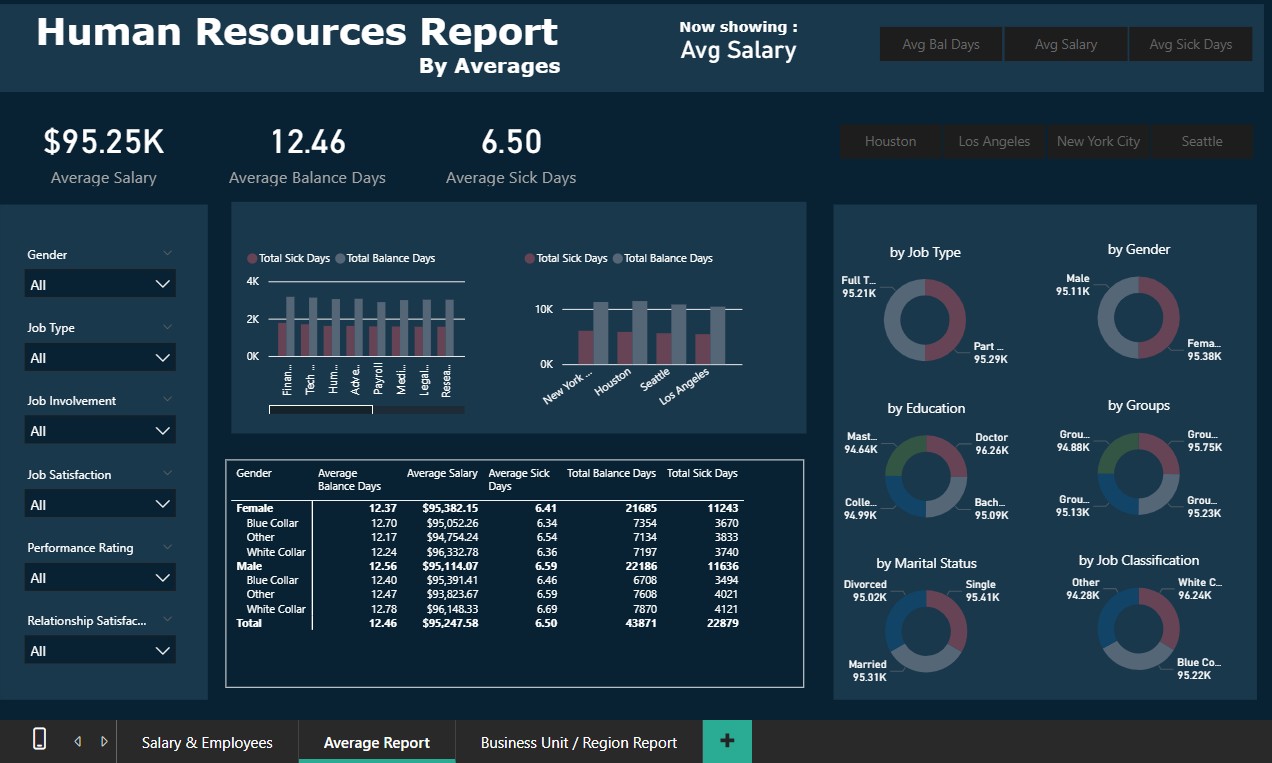 Human Resources Report
By Averages
Now showing :
Avg Salary
Avg Bal Days
Avg Salary
Avg Sick Days
$95.25K
Average Salary
12.46
Average Balance Days
6.50
Average Sick Days
Houston
Los Angeles
New York City
Seattle
Gender
All
Job Type
All
Job Involvement
All
Job Satisfaction
All
Performance Rating
All
Relationship Satisfac...
All
Total Sick Days Total Balance Days
4K
2K
0K
Finan...
Tech ...
Hum...
Adve...
Payroll
Medi...
Legal...
Resea...
Total Sick Days Total Balance Days
10K
0K
New York ...
Houston
Seattle
Los Angeles
Gender Average Balance Days Average Salary Average Sick Days Total Balance Days Total Sick Days
Female 12.37 $95,382.15 6.41 21685 11243
Blue Collar 12.70 $95,052.26 6.34 7354 3670
Other 12.17 $94,754.24 6.54 7134 3833
White Collar 12.24 $96,332.78 6.36 7197 3740
Male 12.56 $95,114.07 6.59 22186 11636
Blue Collar 12.40 $95,391.41 6.46 6708 3494
Other 12.47 $93,823.67 6.59 7608 4021
White Collar 12.78 $96,148.33 6.69 7870 4121
Total 12.46 $95,247.58 6.50 43871 22879
by Job Type
Full T...
95.21K
Part ...
95.29K
by Gender
Male
95.11K
Fema...
95.38K
by Education
Mast...
94.64K
Doctor
96.26K
Colle...
94.99K
Bach...
95.09K
by Groups
Grou...
94.88K
Grou...
95.75K
Grou...
95.13K
Grou...
95.23K
by Marital Status
Divorced
95.02K
Single
95.41K
Married
95.31K
by Job Classification
Other
94.28K
White C...
96.24K
Blue Co...
95.22K
Salary & Employees
Average Report
Business Unit / Region Report
+